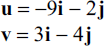 u = −9i − 2j
v = 3i − 4j